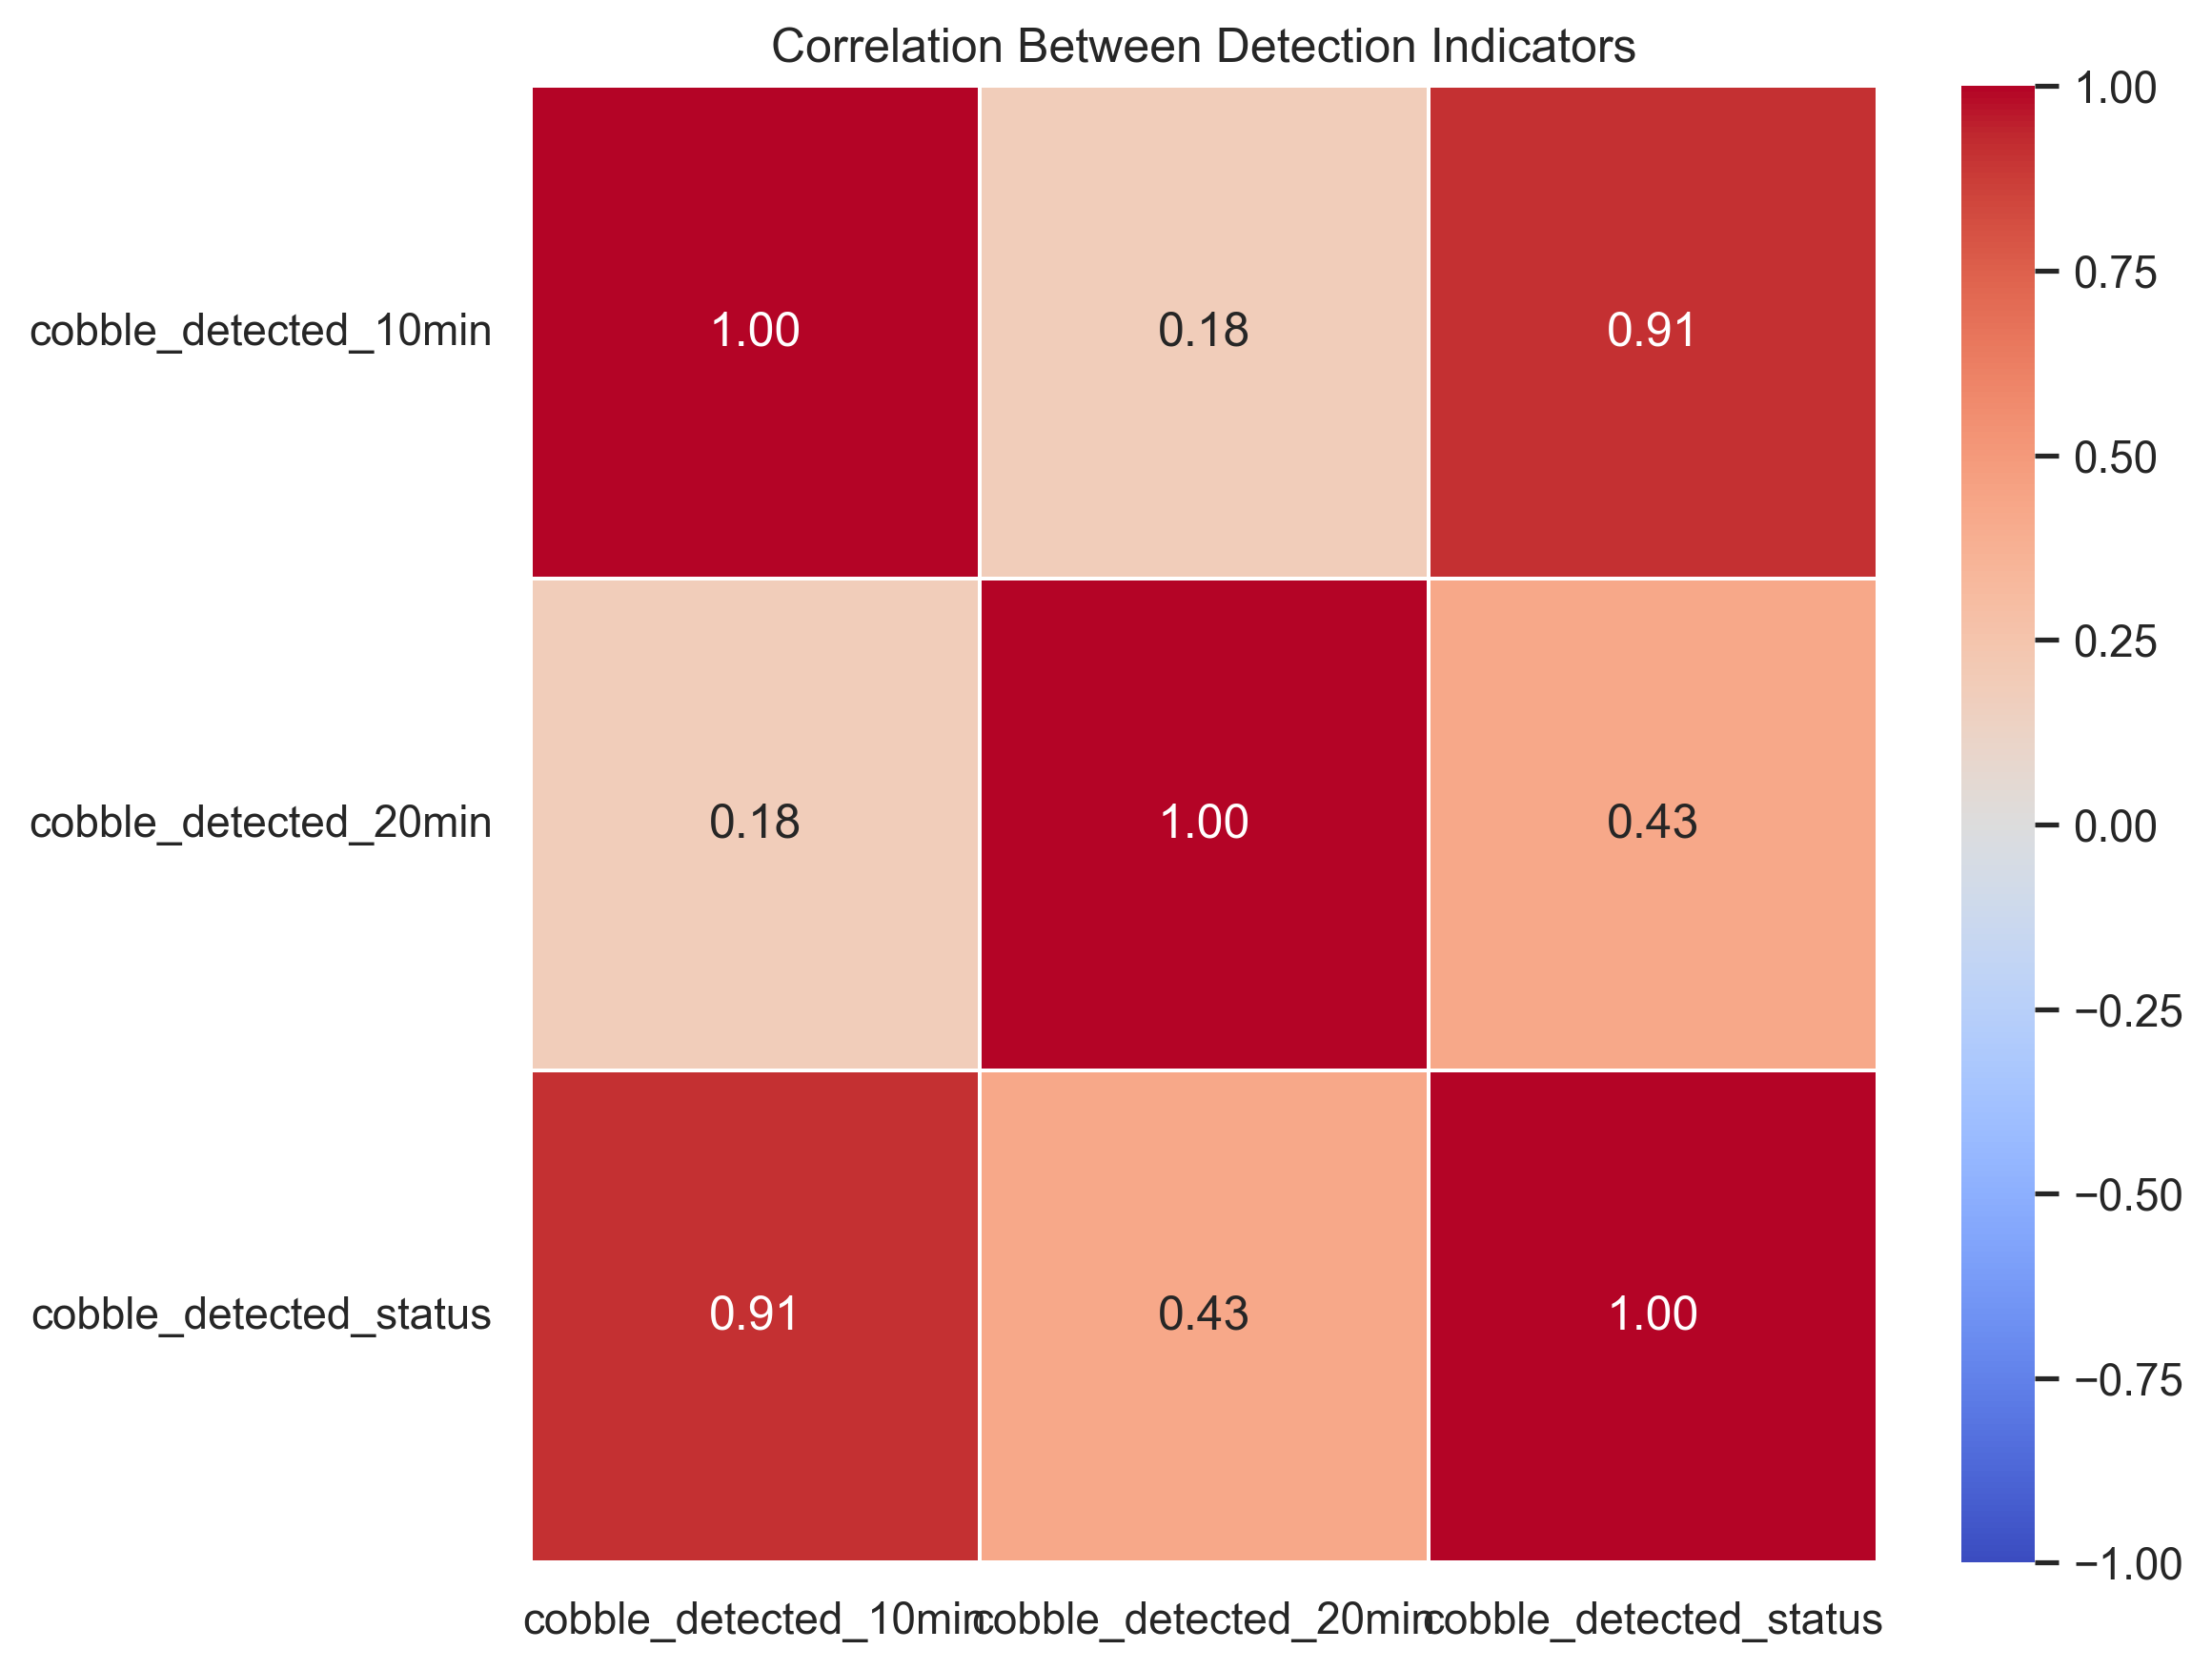 Correlation Between Detection Indicators
cobble_detected_10min
1.00
0.18
0.91
cobble_detected_20min
0.18
1.00
0.43
cobble_detected_status
0.91
0.43
1.00
cobble_detected_10min
cobble_detected_20min
cobble_detected_status
1.00
0.75
0.50
0.25
0.00
−0.25
−0.50
−0.75
−1.00